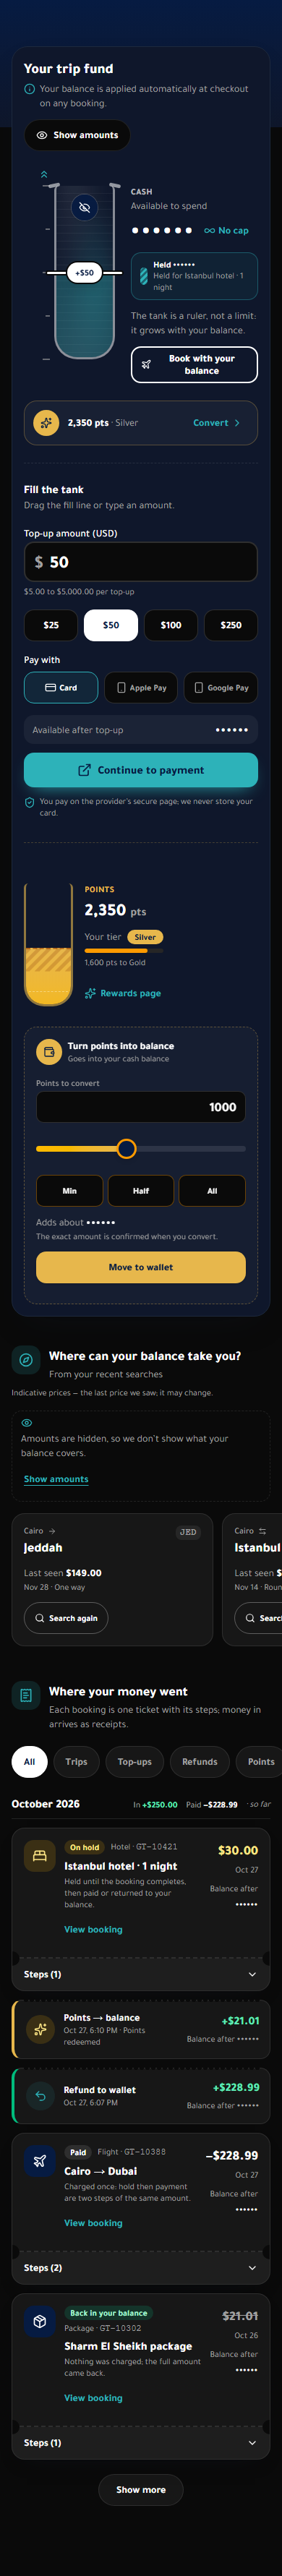 Your trip fund
Your balance is applied automatically at checkout
on any booking.
Show amounts
CASH
Available to spend
•••••• No cap
+$50
Held ••••••
Held for Istanbul hotel · 1
night
The tank is a ruler, not a limit:
it grows with your balance.
Book with your
balance
2,350 pts · Silver
Convert
Fill the tank
Drag the fill line or type an amount.
Top-up amount (USD)
$ 50
$5.00 to $5,000.00 per top-up
$25
$50
$100
$250
Pay with
Card
Apple Pay
Google Pay
Available after top-up ••••••
Continue to payment
You pay on the provider's secure page; we never store your
card.
POINTS
2,350 pts
Your tier Silver
1,600 pts to Gold
Rewards page
Turn points into balance
Goes into your cash balance
Points to convert
1000
Min
Half
All
Adds about ••••••
The exact amount is confirmed when you convert.
Move to wallet
Where can your balance take you?
From your recent searches
Indicative prices — the last price we saw; it may change.
Amounts are hidden, so we don't show what your
balance covers.
Show amounts
Cairo → JED
Jeddah
Last seen $149.00
Nov 28 · One way
Search again
Cairo ⇆
Istanbul
Last seen $
Nov 14 · Roun
Searc
Where your money went
Each booking is one ticket with its steps; money in
arrives as receipts.
All
Trips
Top-ups
Refunds
Points
October 2026
In +$250.00 Paid −$228.99 · so far
On hold Hotel · GT-10421
$30.00
Istanbul hotel · 1 night
Oct 27
Held until the booking completes,
then paid or returned to your
balance.
Balance after
••••••
View booking
Steps (1)
Points → balance
+$21.01
Oct 27, 6:10 PM · Points
redeemed
Balance after ••••••
Refund to wallet
+$228.99
Oct 27, 6:07 PM
Balance after ••••••
Paid Flight · GT-10388
−$228.99
Cairo → Dubai
Oct 27
Charged once: hold then payment
are two steps of the same amount.
Balance after
••••••
View booking
Steps (2)
Back in your balance
$21.01
Package · GT-10302
Oct 26
Sharm El Sheikh package
Nothing was charged; the full amount
came back.
Balance after
••••••
View booking
Steps (1)
Show more